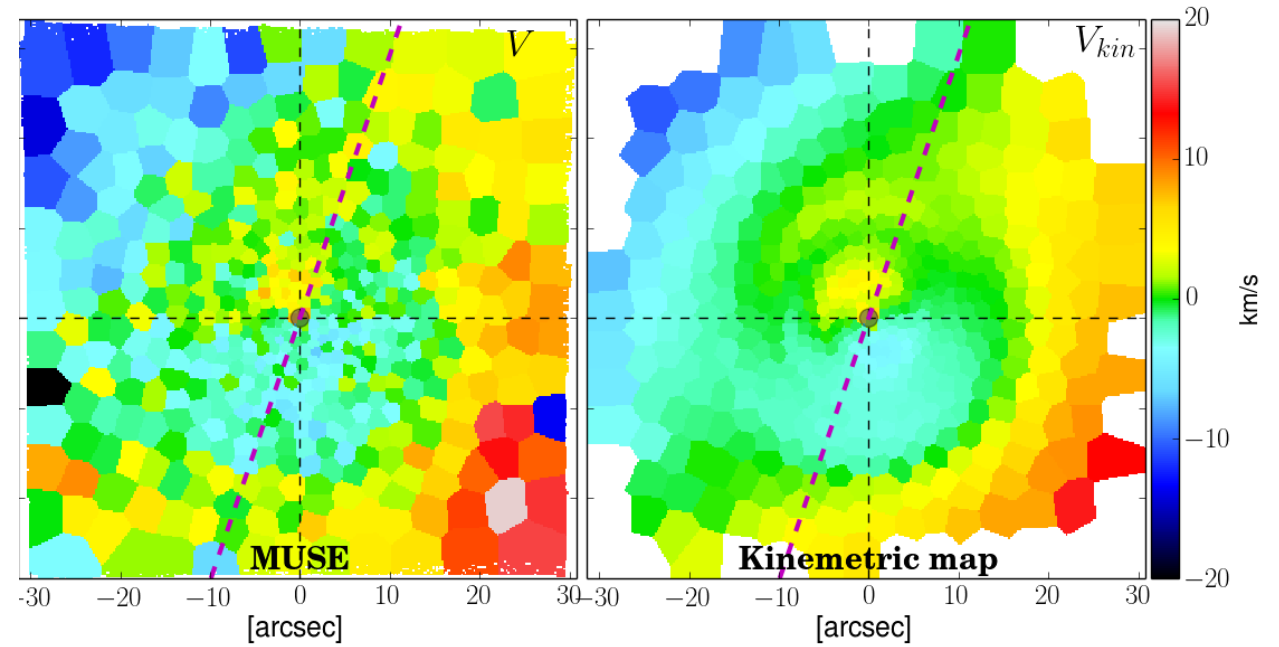 V
V_kin
20
10
0
−10
−20
km/s
MUSE
Kinemetric map
-30 −20 −10 0 10 20 30
−30 −20 −10 0 10 20 30
[arcsec]
[arcsec]